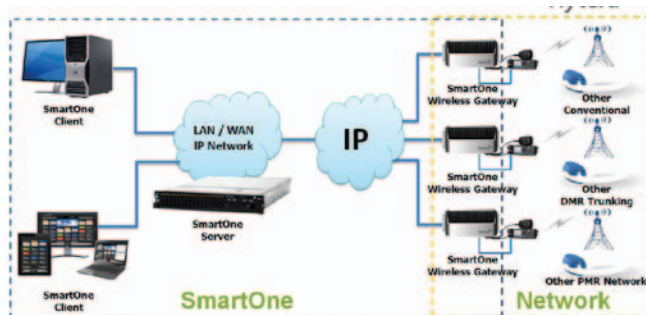 SmartOne
Client
LAN / WAN
IP Network
SmartOne
Server
SmartOne
Client
IP
SmartOne
Wireless Gateway
Other
Conventional
SmartOne
Wireless Gateway
Other
DMR Trunking
SmartOne
Wireless Gateway
Other PMR Network
SmartOne
Network